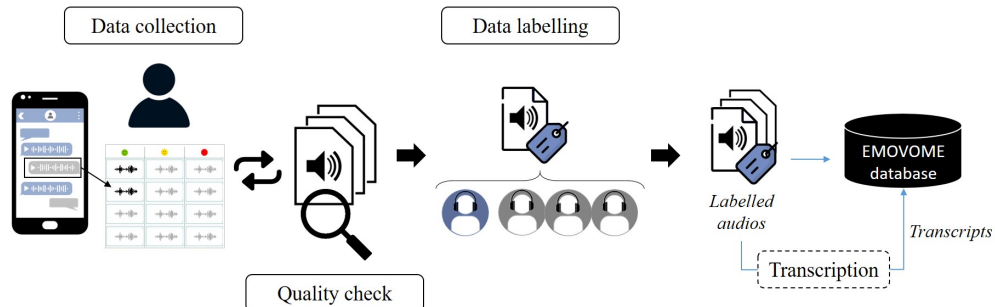 Data collection
Data labelling
Quality check
Labelled
audios
EMOVOME
database
Transcripts
Transcription